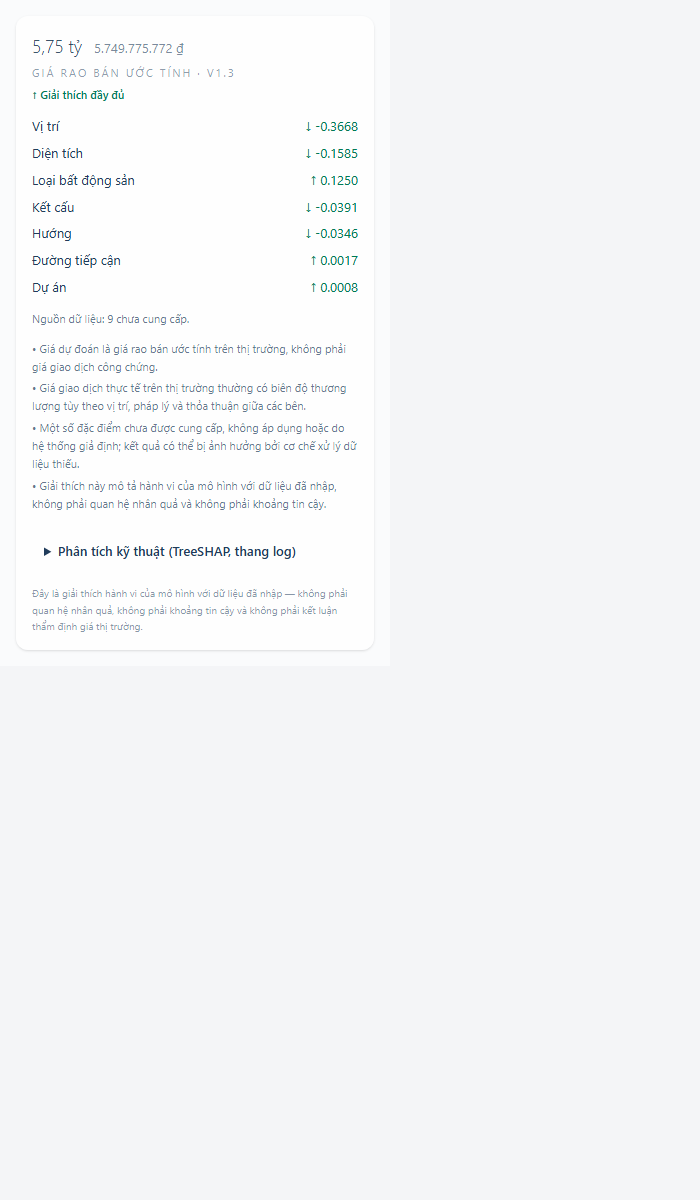 5,75 tỷ 5.749.775.772 ₫
GIÁ RAO BÁN ƯỚC TÍNH · V1.3
↑ Giải thích đầy đủ
Vị trí ↓ -0.3668
Diện tích ↓ -0.1585
Loại bất động sản ↑ 0.1250
Kết cấu ↓ -0.0391
Hướng ↓ -0.0346
Đường tiếp cận ↑ 0.0017
Dự án ↑ 0.0008
Nguồn dữ liệu: 9 chưa cung cấp.
• Giá dự đoán là giá rao bán ước tính trên thị trường, không phải
giá giao dịch công chứng.
• Giá giao dịch thực tế trên thị trường thường có biên độ thương
lượng tùy theo vị trí, pháp lý và thỏa thuận giữa các bên.
• Một số đặc điểm chưa được cung cấp, không áp dụng hoặc do
hệ thống giả định; kết quả có thể bị ảnh hưởng bởi cơ chế xử lý dữ
liệu thiếu.
• Giải thích này mô tả hành vi của mô hình với dữ liệu đã nhập,
không phải quan hệ nhân quả và không phải khoảng tin cậy.
▶ Phân tích kỹ thuật (TreeSHAP, thang log)
Đây là giải thích hành vi của mô hình với dữ liệu đã nhập — không phải
quan hệ nhân quả, không phải khoảng tin cậy và không phải kết luận
thẩm định giá thị trường.